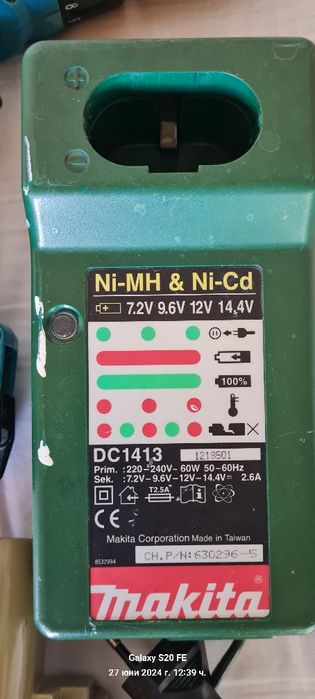 8
Ni-MH & Ni-Cd
7.2V 9.6V 12V 14,4V
100%
DC1413 1218501
Prim. :220-240V~ 60W 50-60Hz
Sek. :7.2V-9.6V-12V-14.4V⎓ 2.6A
T2.5A
CE
Makita Corporation Made in Taiwan
8532994
CH.P/N:630296-5
makita®
Galaxy S20 FE
27 юни 2024 г. 12:39 ч.